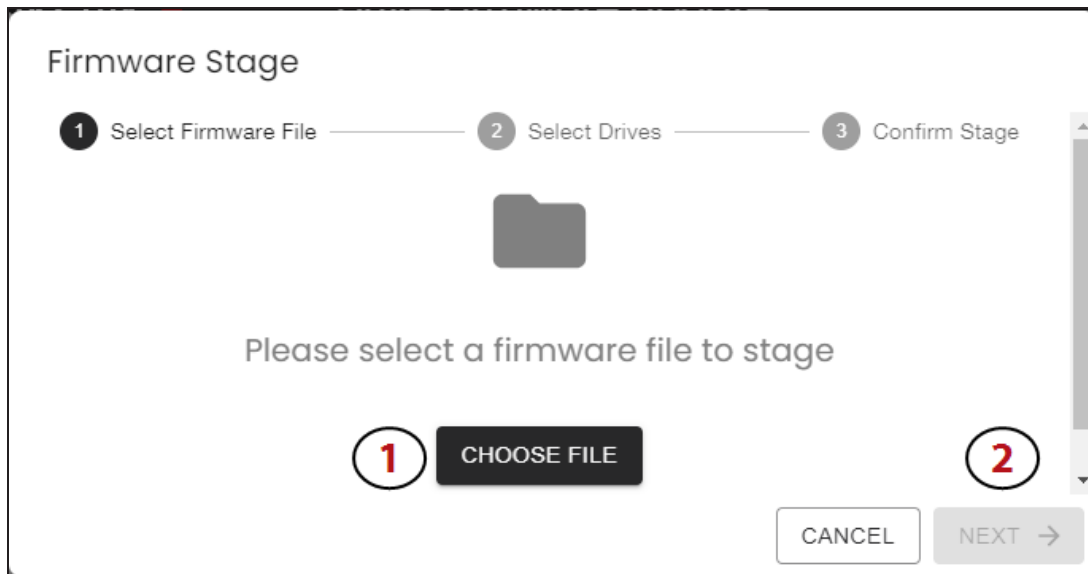 Firmware Stage
1 Select Firmware File 2 Select Drives 3 Confirm Stage
Please select a firmware file to stage
1 CHOOSE FILE 2
CANCEL NEXT →